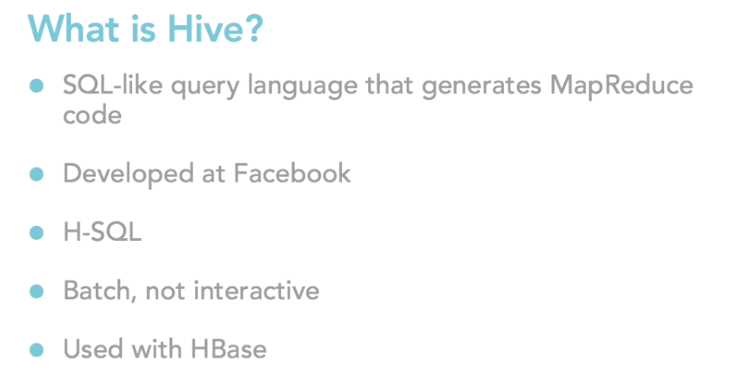 What is Hive?
SQL-like query language that generates MapReduce
code
Developed at Facebook
H-SQL
Batch, not interactive
Used with HBase